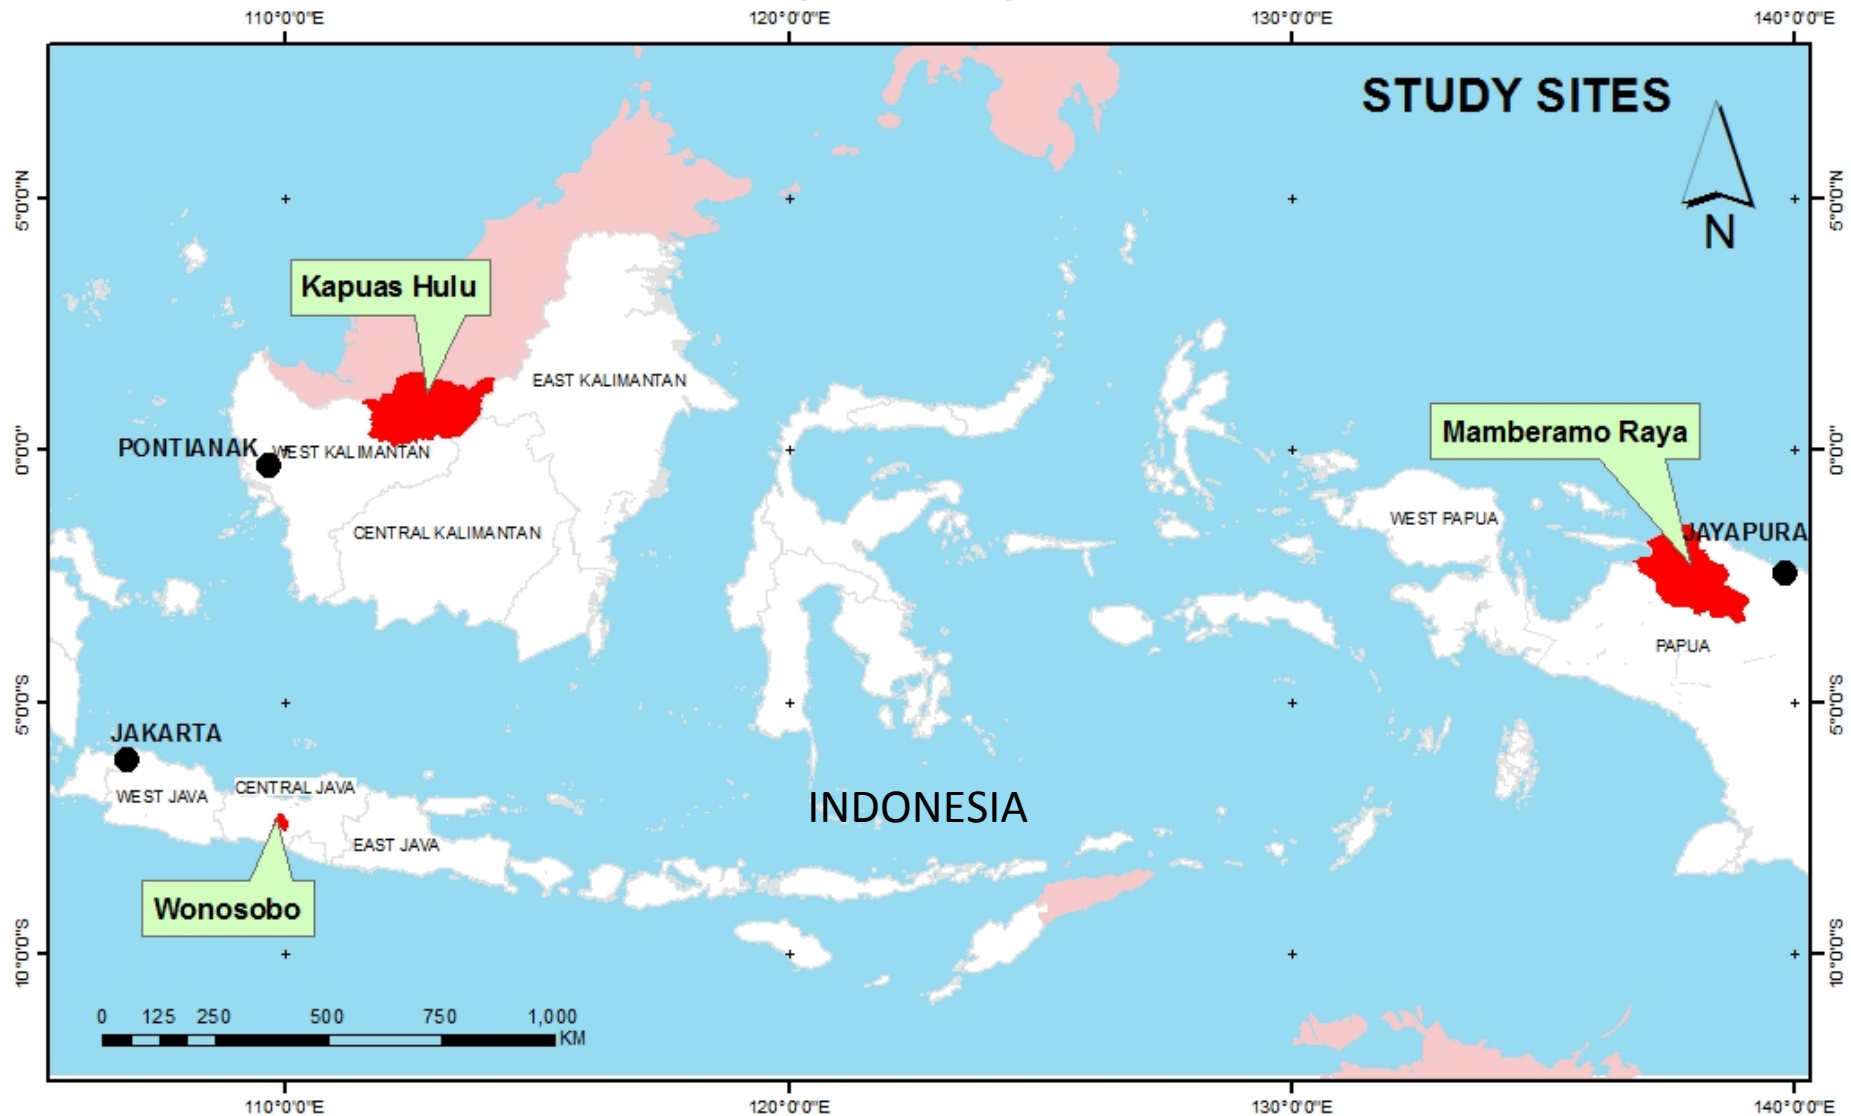 110°0'0"E 120°0'0"E 130°0'0"E 140°0'0"E
STUDY SITES
N
5°0'0"N 5°0'0"N
Kapuas Hulu
EAST KALIMANTAN
Mamberamo Raya
PONTIANAK
WEST KALIMANTAN
0°0'0" 0°0'0"
CENTRAL KALIMANTAN
WEST PAPUA
JAYAPURA
PAPUA
5°0'0"S 5°0'0"S
JAKARTA
WEST JAVA
CENTRAL JAVA
INDONESIA
EAST JAVA
Wonosobo
10°0'0"S 10°0'0"S
0 125 250 500 750 1,000
KM
110°0'0"E 120°0'0"E 130°0'0"E 140°0'0"E